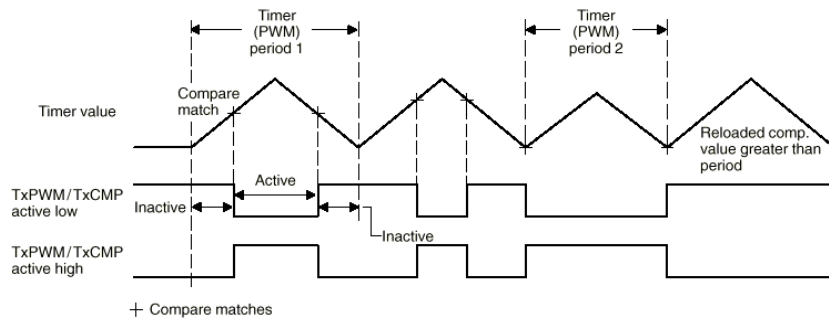 Timer
(PWM)
period 1
Timer
(PWM)
period 2
Compare
match
Timer value
Reloaded comp.
value greater than
period
TxPWM/TxCMP
active low
Inactive
Active
Inactive
TxPWM/TxCMP
active high
+ Compare matches